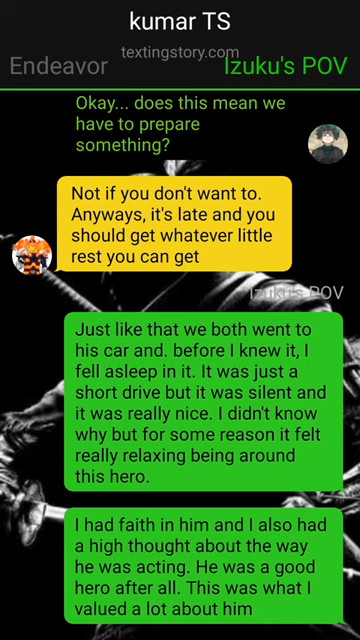 kumar TS
textingstory.com
Endeavor
Izuku's POV
Okay... does this mean we
have to prepare
something?
Not if you don't want to.
Anyways, it's late and you
should get whatever little
rest you can get
Izuku's POV
Just like that we both went to
his car and. before I knew it, I
fell asleep in it. It was just a
short drive but it was silent and
it was really nice. I didn't know
why but for some reason it felt
really relaxing being around
this hero.
I had faith in him and I also had
a high thought about the way
he was acting. He was a good
hero after all. This was what I
valued a lot about him